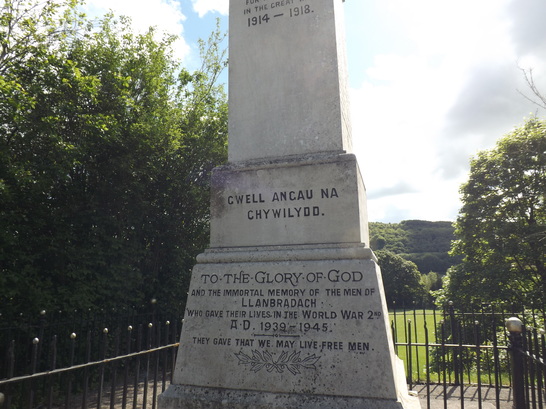 IN THE GREAT
1914 – 1918.
GWELL ANGAU NA
CHYWILYDD.
TO·THE·GLORY·OF·GOD
AND THE IMMORTAL MEMORY OF THE MEN OF
LLANBRADACH
WHO GAVE THEIR LIVES IN THE WORLD WAR 2ND
A·D. 1939–1945.
THEY GAVE THAT WE MAY LIVE FREE MEN.